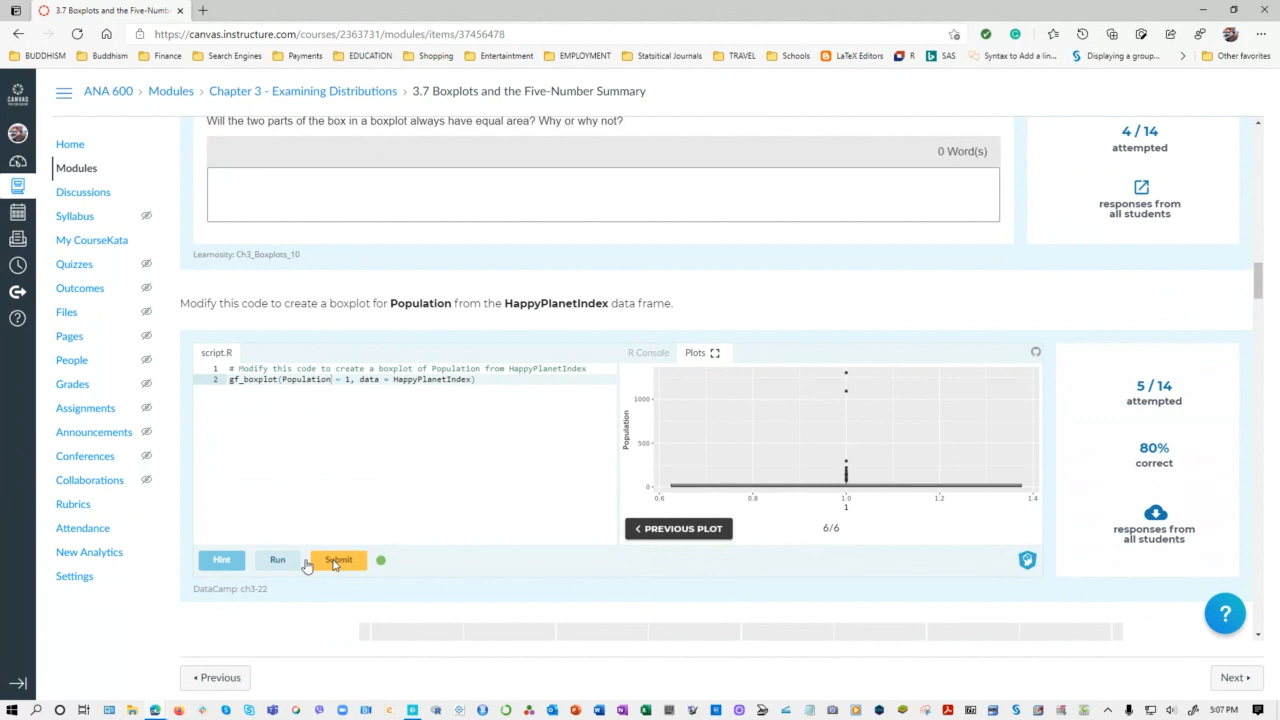 3.7 Boxplots and the Five-Numb
https://canvas.instructure.com/courses/2363731/modules/items/37456478
BUDDHISM
Buddhism
Finance
Search Engines
Payments
EDUCATION
Shopping
Entertainment
EMPLOYMENT
Statsitical Journals
TRAVEL
Schools
LaTeX Editors
R
SAS
Syntax to Add a lin...
Displaying a group...
Other favorites
CANVAS
ANA 600 › Modules › Chapter 3 - Examining Distributions › 3.7 Boxplots and the Five-Number Summary
Home
Modules
Discussions
Syllabus
My CourseKata
Quizzes
Outcomes
Files
Pages
People
Grades
Assignments
Announcements
Conferences
Collaborations
Rubrics
Attendance
New Analytics
Settings
Will the two parts of the box in a boxplot always have equal area? Why or why not?
0 Word(s)
4 / 14
attempted
responses from
all students
Learnosity: Ch3_Boxplots_10
Modify this code to create a boxplot for Population from the HappyPlanetIndex data frame.
script.R
1 # Modify this code to create a boxplot of Population from HappyPlanetIndex
2 gf_boxplot(Population ~ 1, data = HappyPlanetIndex)
R Console
Plots
Population
1000
500
0
0.6 0.8 1.0 1.2 1.4
1
PREVIOUS PLOT
6/6
Hint
Run
Submit
5 / 14
attempted
80%
correct
responses from
all students
DataCamp: ch3-22
?
Previous
Next
5:07 PM